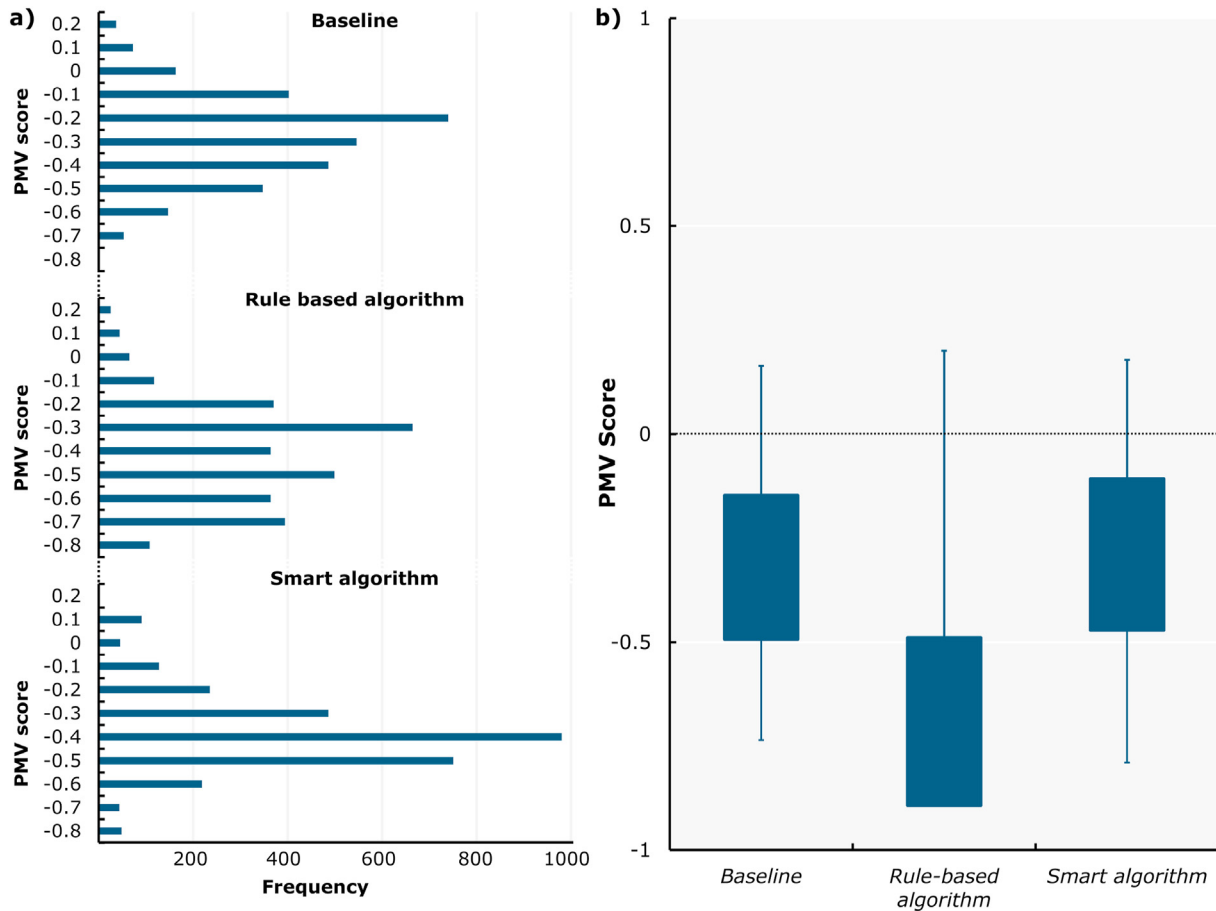 a)
Baseline
PMV score
0.2
0.1
0
-0.1
-0.2
-0.3
-0.4
-0.5
-0.6
-0.7
-0.8
Rule based algorithm
PMV score
0.2
0.1
0
-0.1
-0.2
-0.3
-0.4
-0.5
-0.6
-0.7
-0.8
Smart algorithm
PMV score
0.2
0.1
0
-0.1
-0.2
-0.3
-0.4
-0.5
-0.6
-0.7
-0.8
200 400 600 800 1000
Frequency
b)
PMV Score
1
0.5
0
-0.5
-1
Baseline
Rule-based
algorithm
Smart algorithm